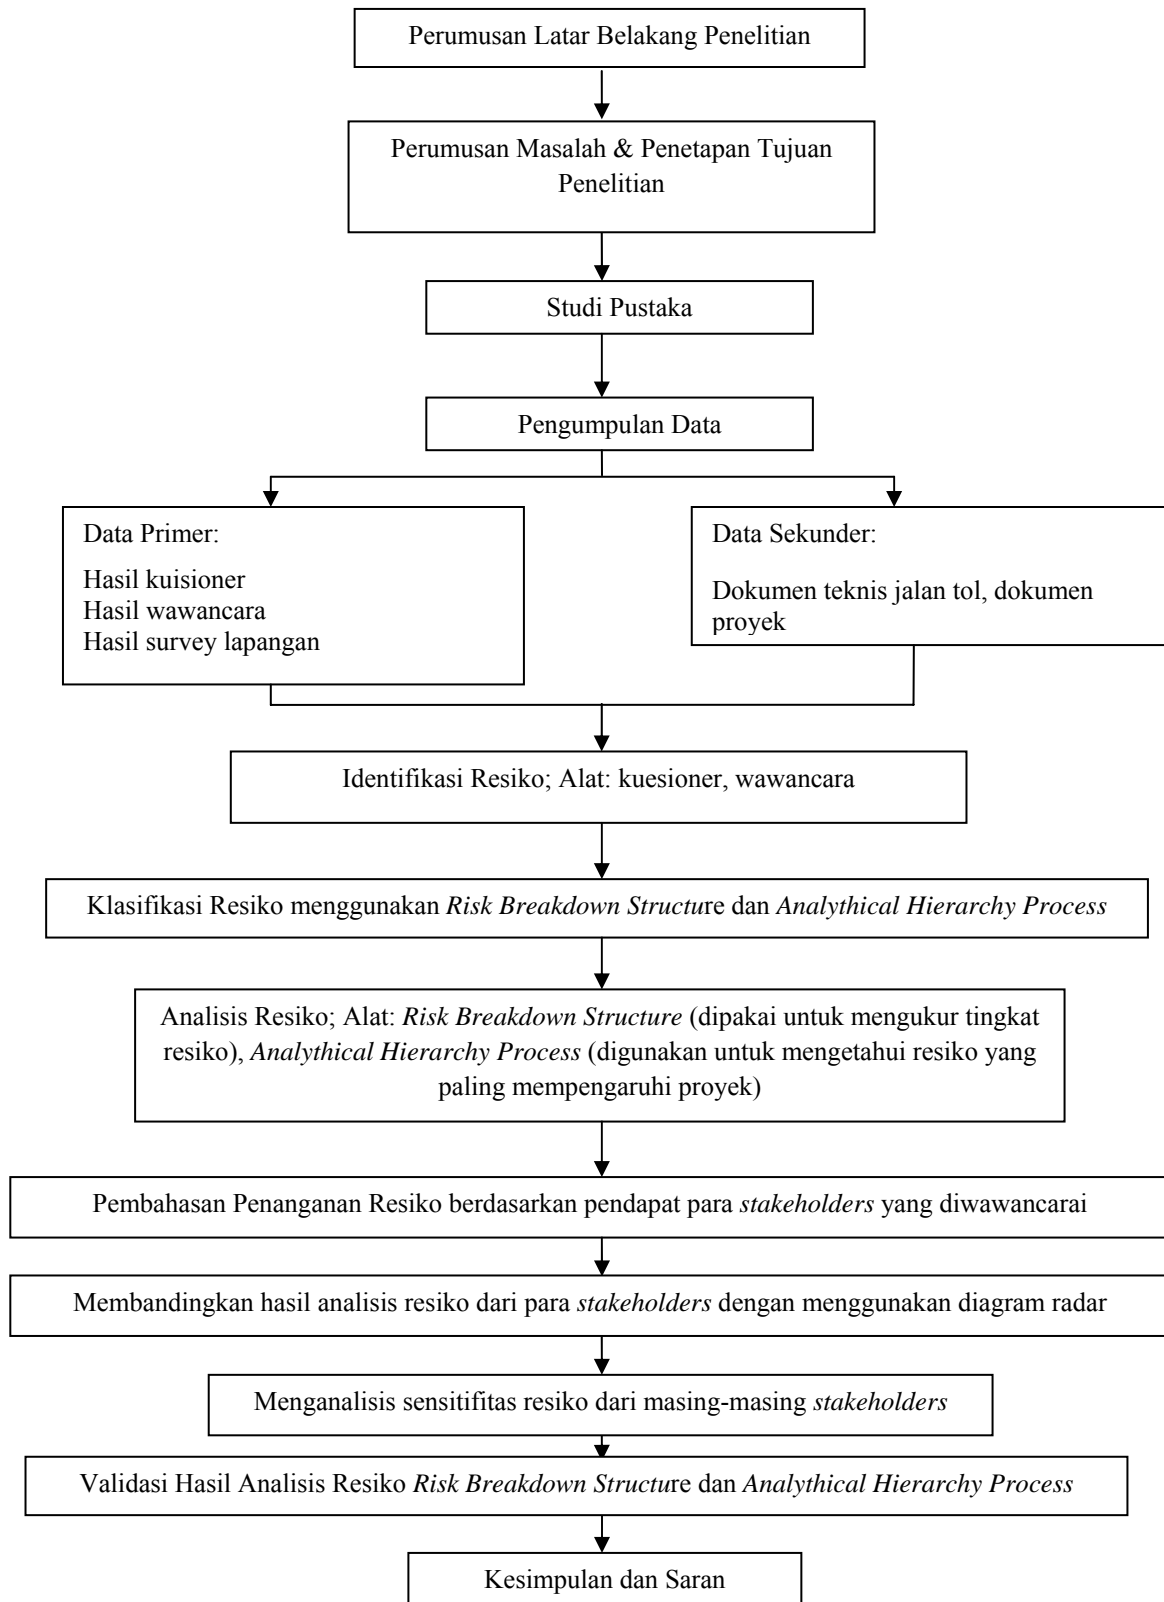 Perumusan Latar Belakang Penelitian
Perumusan Masalah & Penetapan Tujuan
Penelitian
Studi Pustaka
Pengumpulan Data
Data Primer:
Hasil kuisioner
Hasil wawancara
Hasil survey lapangan
Data Sekunder:
Dokumen teknis jalan tol, dokumen
proyek
Identifikasi Resiko; Alat: kuesioner, wawancara
Klasifikasi Resiko menggunakan Risk Breakdown Structure dan Analythical Hierarchy Process
Analisis Resiko; Alat: Risk Breakdown Structure (dipakai untuk mengukur tingkat
resiko), Analythical Hierarchy Process (digunakan untuk mengetahui resiko yang
paling mempengaruhi proyek)
Pembahasan Penanganan Resiko berdasarkan pendapat para stakeholders yang diwawancarai
Membandingkan hasil analisis resiko dari para stakeholders dengan menggunakan diagram radar
Menganalisis sensitifitas resiko dari masing-masing stakeholders
Validasi Hasil Analisis Resiko Risk Breakdown Structure dan Analythical Hierarchy Process
Kesimpulan dan Saran